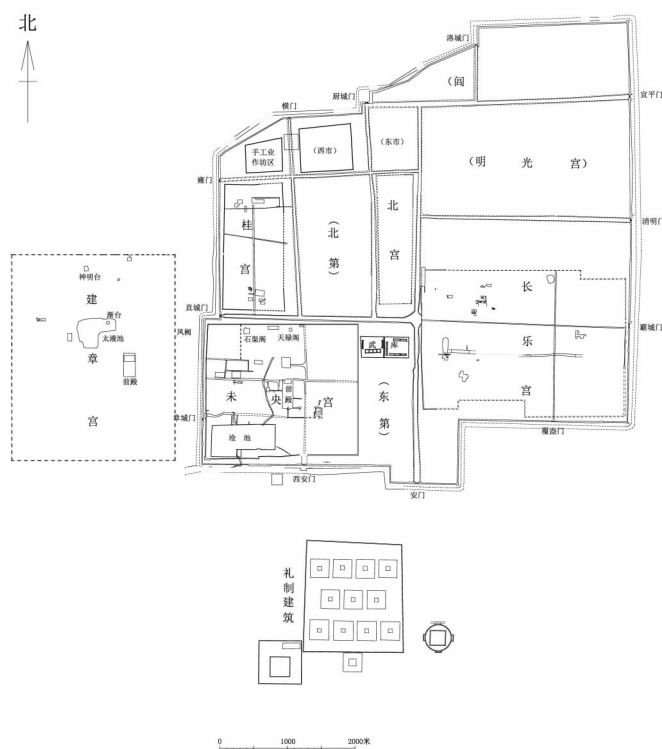 北
洛城门
厨城门
宣平门
(闾
横门
手工业
作坊区
(西市)
(东市)
(明光宫)
雍门
桂宫
(北第)
北宫
清明门
神明台
建章宫
渐台
太液池
前殿
直城门
凤阙
石渠阁
天禄阁
武库
长乐宫
霸城门
未央宫
前殿
(东第)
章城门
沧池
覆盎门
西安门
安门
礼制建筑
0 1000 2000米